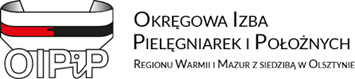 OIPiP
Okręgowa Izba
Pielęgniarek i Położnych
Regionu Warmii i Mazur z siedzibą w Olsztynie